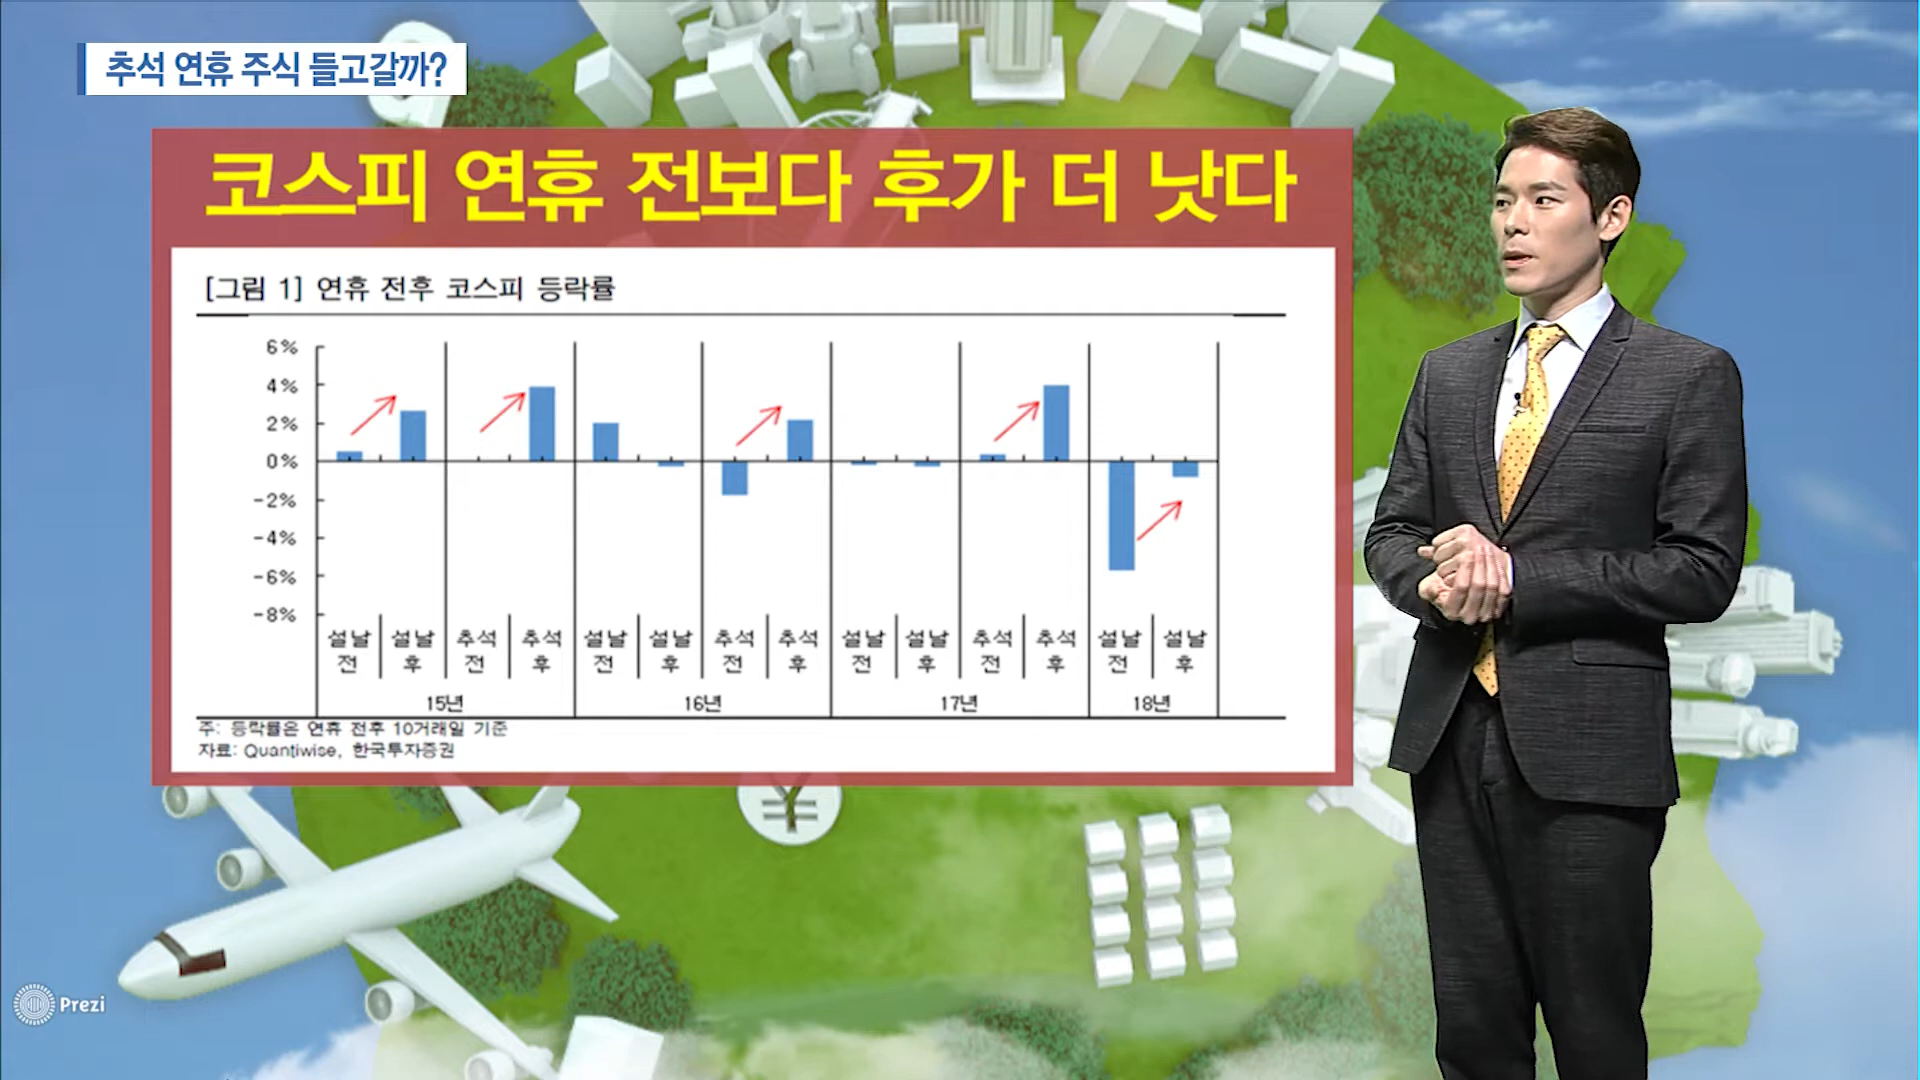 추석 연휴 주식 들고갈까?
코스피 연휴 전보다 후가 더 낫다
[그림 1] 연휴 전후 코스피 등락률
6%
4%
2%
0%
-2%
-4%
-6%
-8%
설날 전 설날 후 추석 전 추석 후 설날 전 설날 후 추석 전 추석 후 설날 전 설날 후 추석 전 추석 후 설날 전 설날 후
15년 16년 17년 18년
주: 등락률은 연휴 전후 10거래일 기준
자료: Quantiwise, 한국투자증권
Prezi